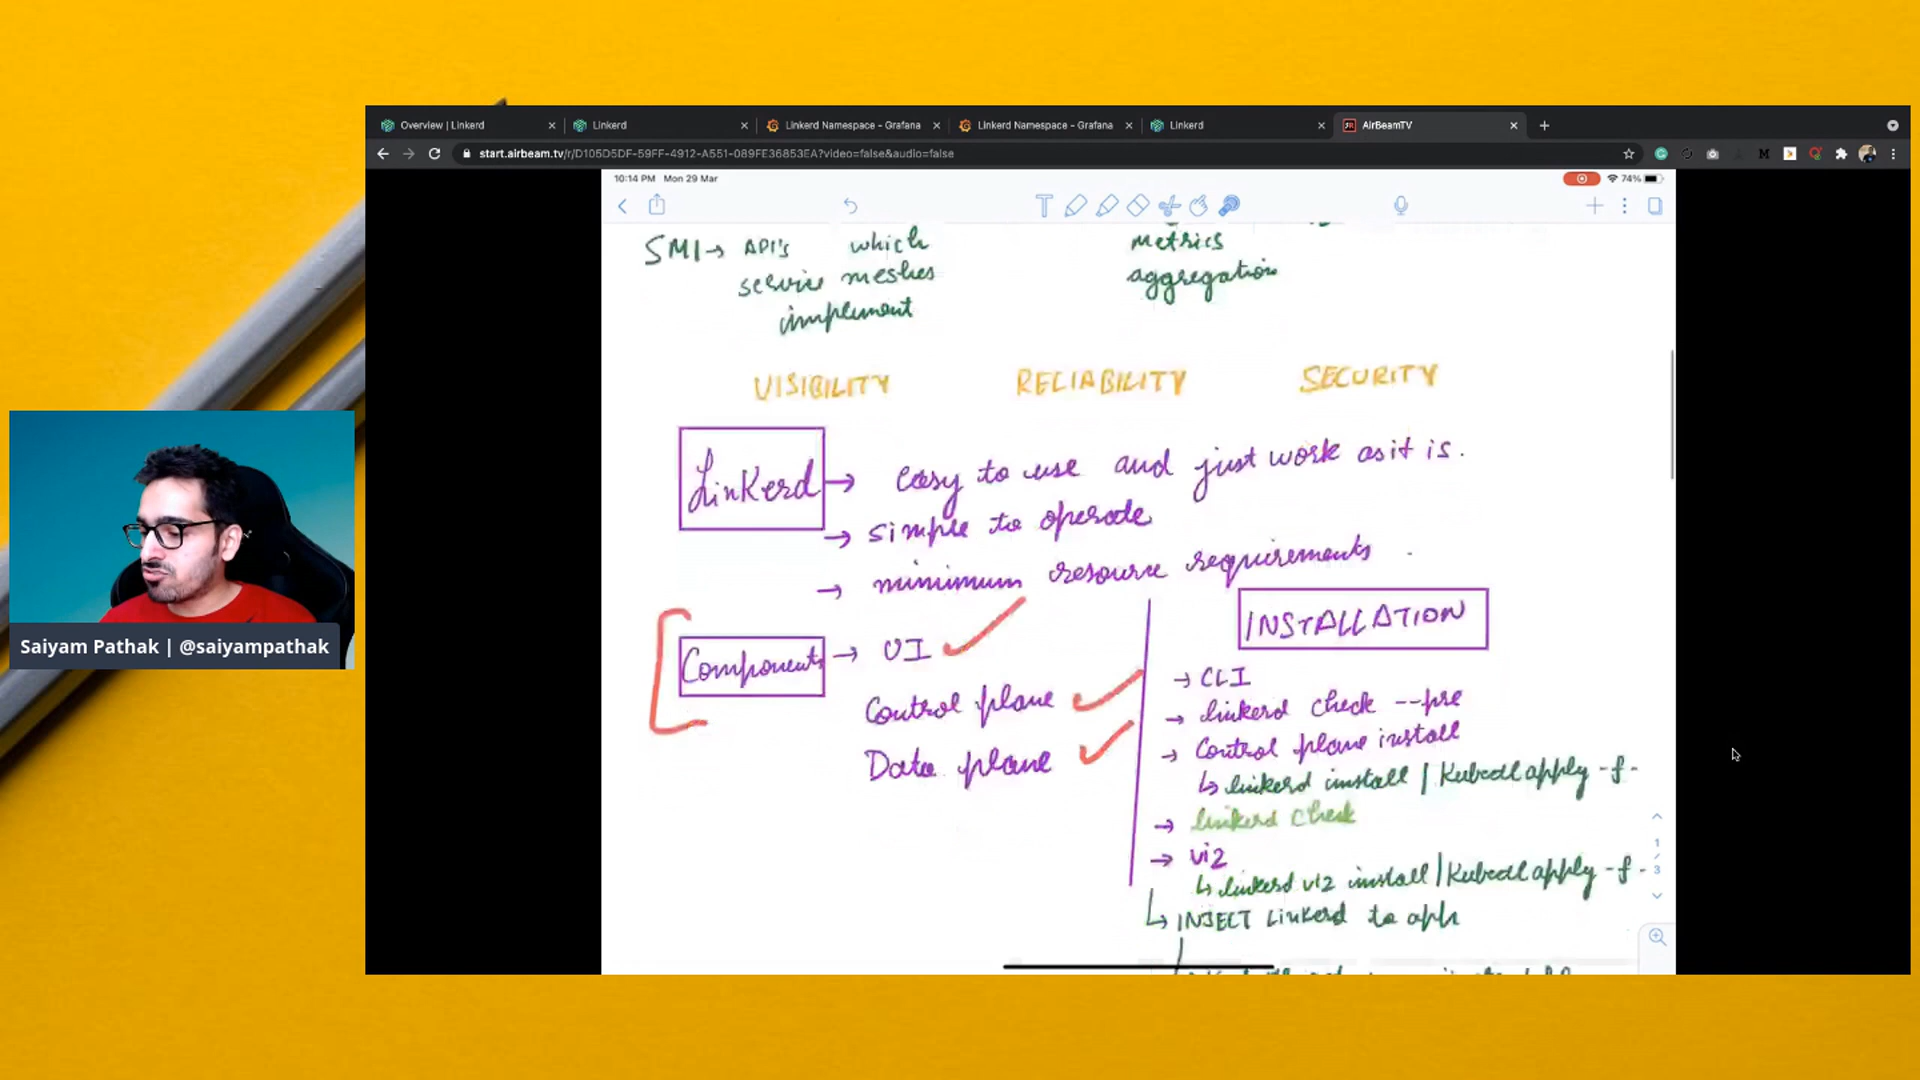 Overview | Linkerd
Linkerd
Linkerd Namespace - Grafana
Linkerd Namespace - Grafana
Linkerd
AirBeamTV
start.airbeam.tv/r/D105D5DF-59FF-4912-A551-089FE36853EA?video=false&audio=false
10:14 PM Mon 29 Mar
74%
SMI → API's which
service meshes
implement
metrics
aggregation
VISIBILITY RELIABILITY SECURITY
Linkerd → easy to use and just work as it is.
→ simple to operate
→ minimum resource requirements
Components → UI
Control plane
Data plane
INSTALLATION
→ CLI
→ linkerd check --pre
→ Control plane install
↳ linkerd install | Kubectl apply -f -
→ linkerd check
→ viz
↳ linkerd viz install | Kubectl apply -f -
↳ INJECT Linkerd to
1
/
3
Saiyam Pathak | @saiyampathak